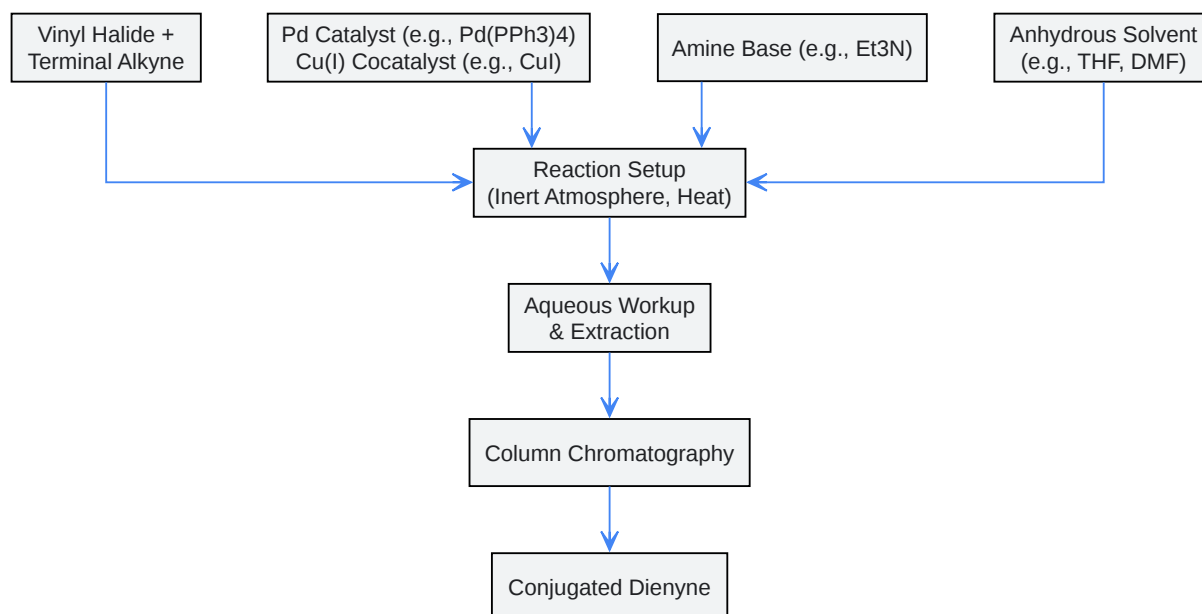 Vinyl Halide +
Terminal Alkyne
Pd Catalyst (e.g., Pd(PPh3)4)
Cu(I) Cocatalyst (e.g., CuI)
Amine Base (e.g., Et3N)
Anhydrous Solvent
(e.g., THF, DMF)
Reaction Setup
(Inert Atmosphere, Heat)
Aqueous Workup
& Extraction
Column Chromatography
Conjugated Dienyne